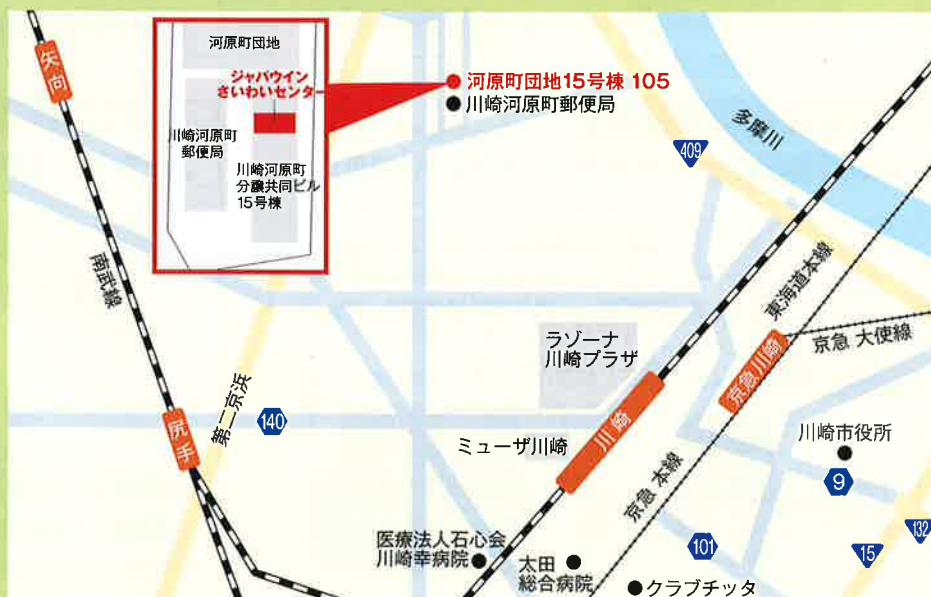 矢向
河原町団地
ジャパウイン
さいわいセンター
川崎河原町
郵便局
川崎河原町
分譲共同ビル
15号棟
河原町団地15号棟 105
川崎河原町郵便局
409
多摩川
南武線
東海道本線
ラゾーナ
川崎プラザ
京急川崎
京急 大使線
第二京浜
140
尻手
ミューザ川崎
川崎
川崎市役所
9
京急 本線
医療法人石心会
川崎幸病院
太田
総合病院
101
132
15
クラブチッタ